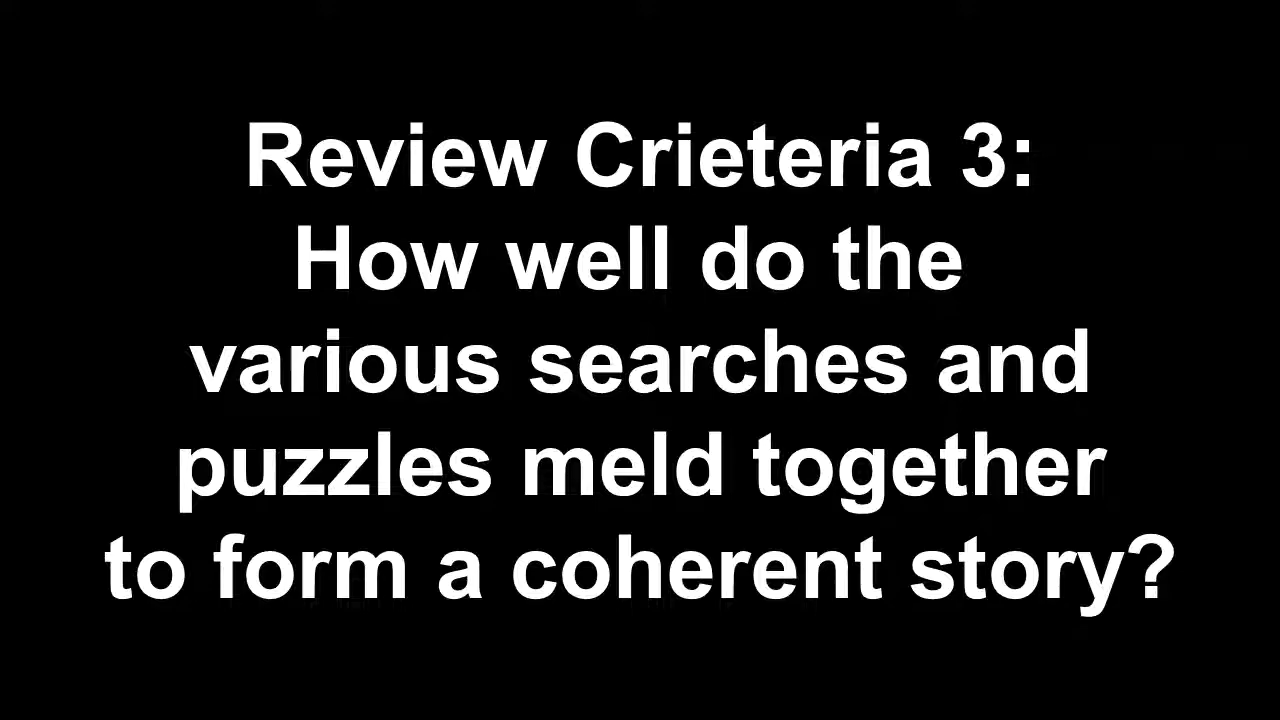 Review Crieteria 3:
How well do the
various searches and
puzzles meld together
to form a coherent story?